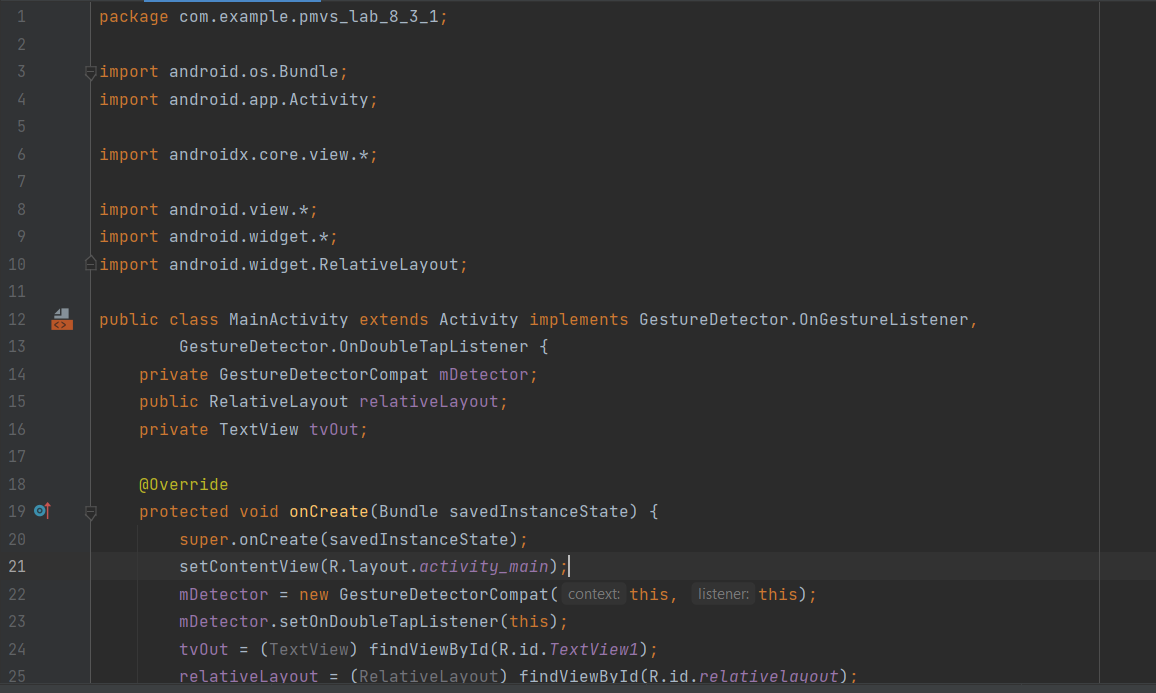 1 package com.example.pmvs_lab_8_3_1;
2
3 import android.os.Bundle;
4 import android.app.Activity;
5
6 import androidx.core.view.*;
7
8 import android.view.*;
9 import android.widget.*;
10 import android.widget.RelativeLayout;
11
12 public class MainActivity extends Activity implements GestureDetector.OnGestureListener,
13 GestureDetector.OnDoubleTapListener {
14 private GestureDetectorCompat mDetector;
15 public RelativeLayout relativeLayout;
16 private TextView tvOut;
17
18 @Override
19 protected void onCreate(Bundle savedInstanceState) {
20 super.onCreate(savedInstanceState);
21 setContentView(R.layout.activity_main);
22 mDetector = new GestureDetectorCompat( context: this, listener: this);
23 mDetector.setOnDoubleTapListener(this);
24 tvOut = (TextView) findViewById(R.id.TextView1);
25 relativeLayout = (RelativeLayout) findViewById(R.id.relativelayout);